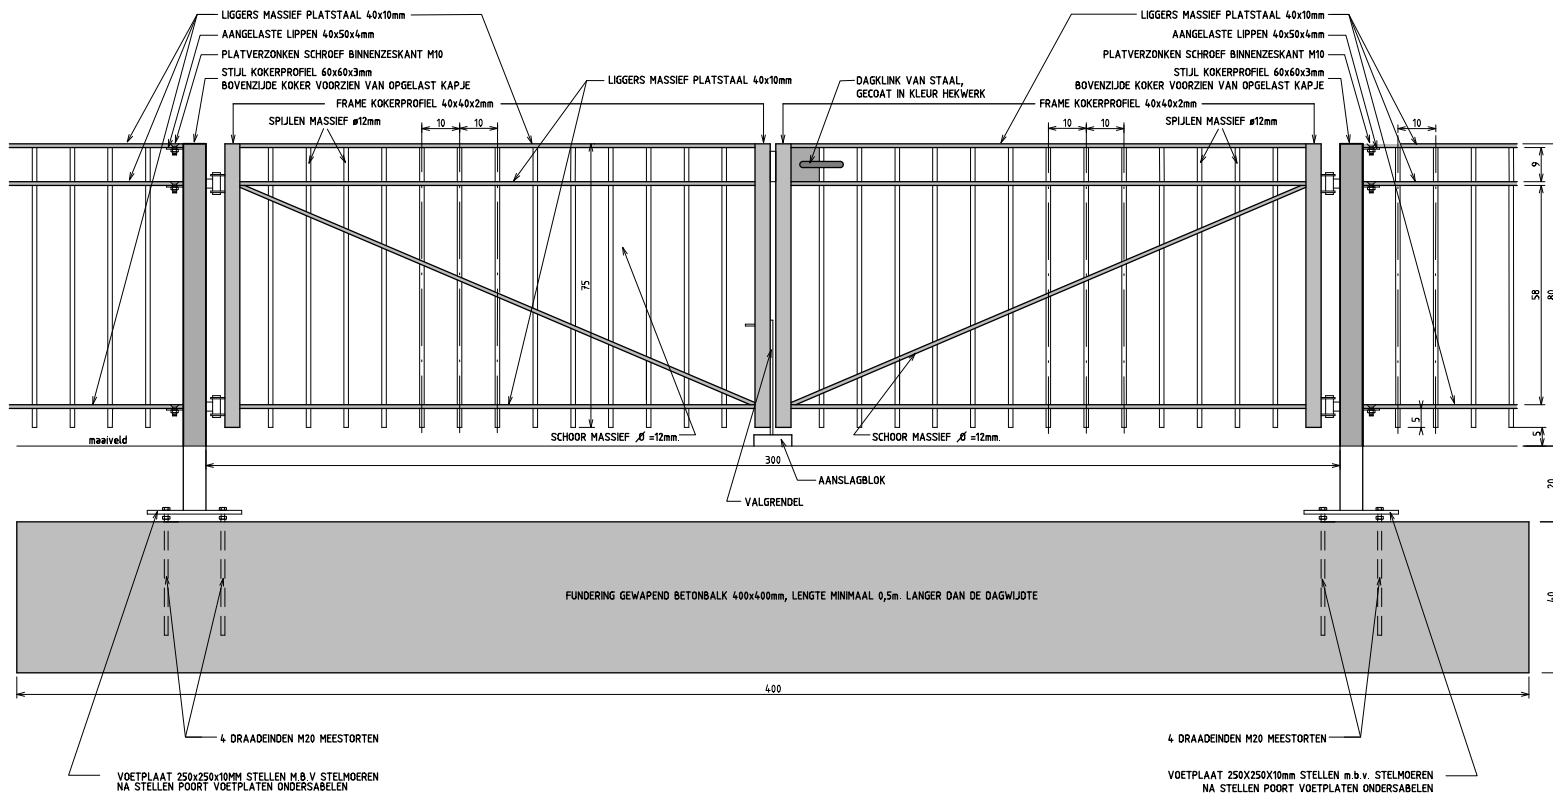 LIGGERS MASSIEF PLATSTAAL 40x10mm
AANGELASTE LIPPEN 40x50x4mm
PLATVERZONKEN SCHROEF BINNENZESKANT M10
STIJL KOKERPROFIEL 60x60x3mm
BOVENZIJDE KOKER VOORZIEN VAN OPGELAST KAPJE
FRAME KOKERPROFIEL 40x40x2mm
SPIJLEN MASSIEF ø12mm
10
10
LIGGERS MASSIEF PLATSTAAL 40x10mm
DAGKLINK VAN STAAL,
GECOAT IN KLEUR HEKWERK
LIGGERS MASSIEF PLATSTAAL 40x10mm
AANGELASTE LIPPEN 40x50x4mm
PLATVERZONKEN SCHROEF BINNENZESKANT M10
STIJL KOKERPROFIEL 60x60x3mm
BOVENZIJDE KOKER VOORZIEN VAN OPGELAST KAPJE
FRAME KOKERPROFIEL 40x40x2mm
10
10
SPIJLEN MASSIEF ø12mm
10
9
75
58
80
5
5
maaiveld
SCHOOR MASSIEF Ø =12mm.
SCHOOR MASSIEF Ø =12mm.
300
AANSLAGBLOK
VALGRENDEL
20
FUNDERING GEWAPEND BETONBALK 400x400mm, LENGTE MINIMAAL 0,5m. LANGER DAN DE DAGWIJDTE
40
400
4 DRAADEINDEN M20 MEESTORTEN
4 DRAADEINDEN M20 MEESTORTEN
VOETPLAAT 250x250x10MM STELLEN M.B.V STELMOEREN
NA STELLEN POORT VOETPLATEN ONDERSABELEN
VOETPLAAT 250X250X10mm STELLEN m.b.v. STELMOEREN
NA STELLEN POORT VOETPLATEN ONDERSABELEN